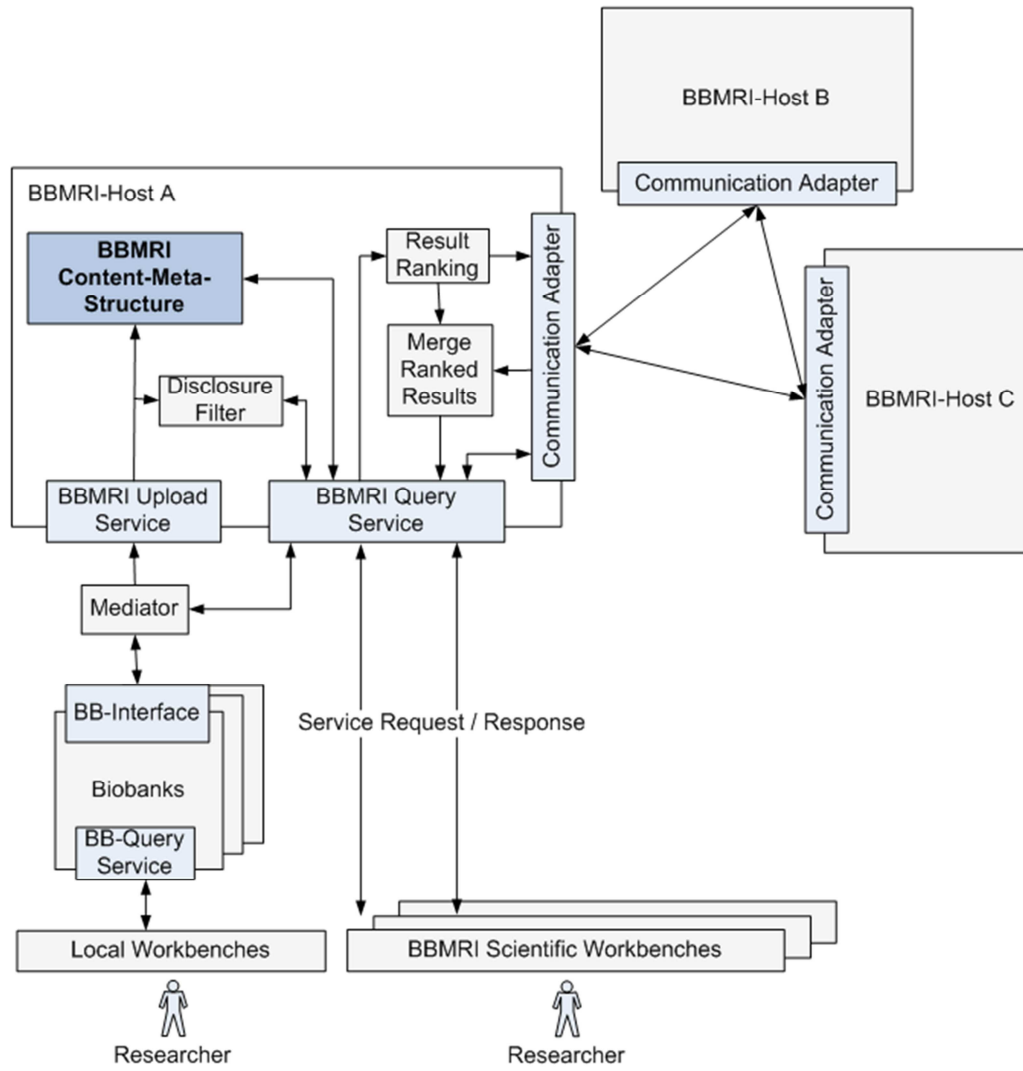 BBMRI-Host B
Communication Adapter
BBMRI-Host A
BBMRI
Content-Meta-
Structure
Result
Ranking
Merge
Ranked
Results
Disclosure
Filter
Communication Adapter
Communication Adapter
BBMRI-Host C
BBMRI Upload
Service
BBMRI Query
Service
Mediator
BB-Interface
Service Request / Response
Biobanks
BB-Query
Service
Local Workbenches
BBMRI Scientific Workbenches
Researcher
Researcher